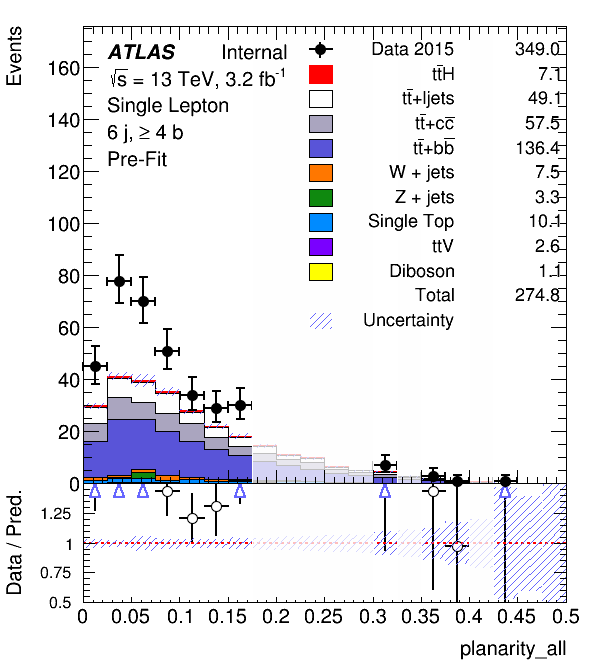 Events
ATLAS Internal
√s = 13 TeV, 3.2 fb⁻¹
Single Lepton
6 j, ≥ 4 b
Pre-Fit
Data 2015 349.0
tt̄H 7.1
tt̄+ljets 49.1
tt̄+cc̄ 57.5
tt̄+bb̄ 136.4
W + jets 7.5
Z + jets 3.3
Single Top 10.1
ttV 2.6
Diboson 1.1
Total 274.8
Uncertainty
160
140
120
100
80
60
40
20
0
Data / Pred.
1.25
1
0.75
0.5
0 0.05 0.1 0.15 0.2 0.25 0.3 0.35 0.4 0.45 0.5
planarity_all